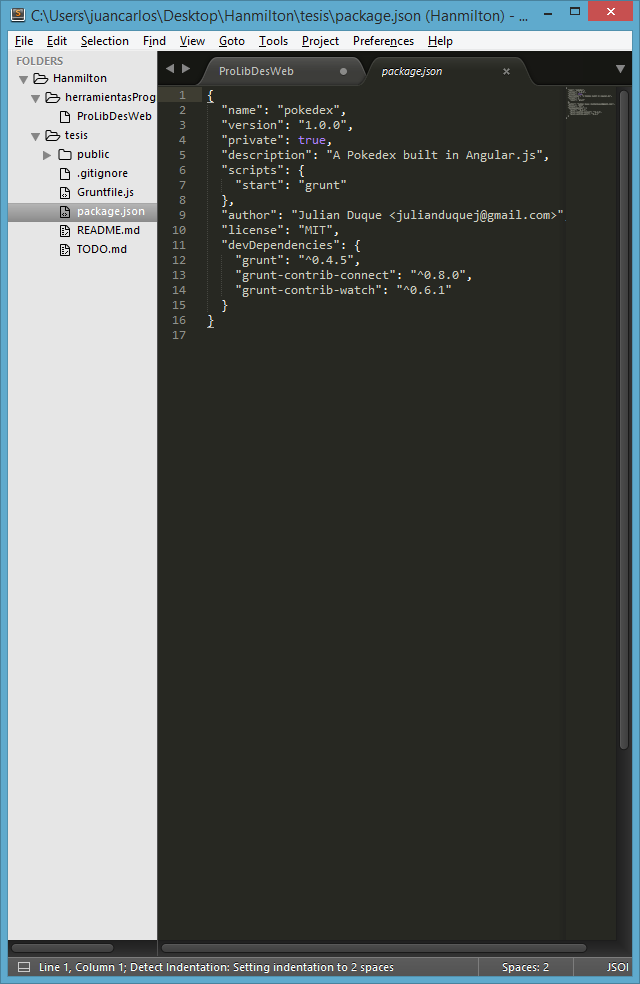 C:\Users\juancarlos\Desktop\Hanmilton\tesis\package.json (Hanmilton) - ...
File Edit Selection Find View Goto Tools Project Preferences Help
FOLDERS
Hanmilton
herramientasProg
ProLibDesWeb
tesis
public
.gitignore
Gruntfile.js
package.json
README.md
TODO.md
ProLibDesWeb
package.json
1 {
2 "name": "pokedex",
3 "version": "1.0.0",
4 "private": true,
5 "description": "A Pokedex built in Angular.js",
6 "scripts": {
7 "start": "grunt"
8 },
9 "author": "Julian Duque <julianduquej@gmail.com>",
10 "license": "MIT",
11 "devDependencies": {
12 "grunt": "^0.4.5",
13 "grunt-contrib-connect": "^0.8.0",
14 "grunt-contrib-watch": "^0.6.1"
15 }
16 }
17
Line 1, Column 1; Detect Indentation: Setting indentation to 2 spaces
Spaces: 2
JSOI